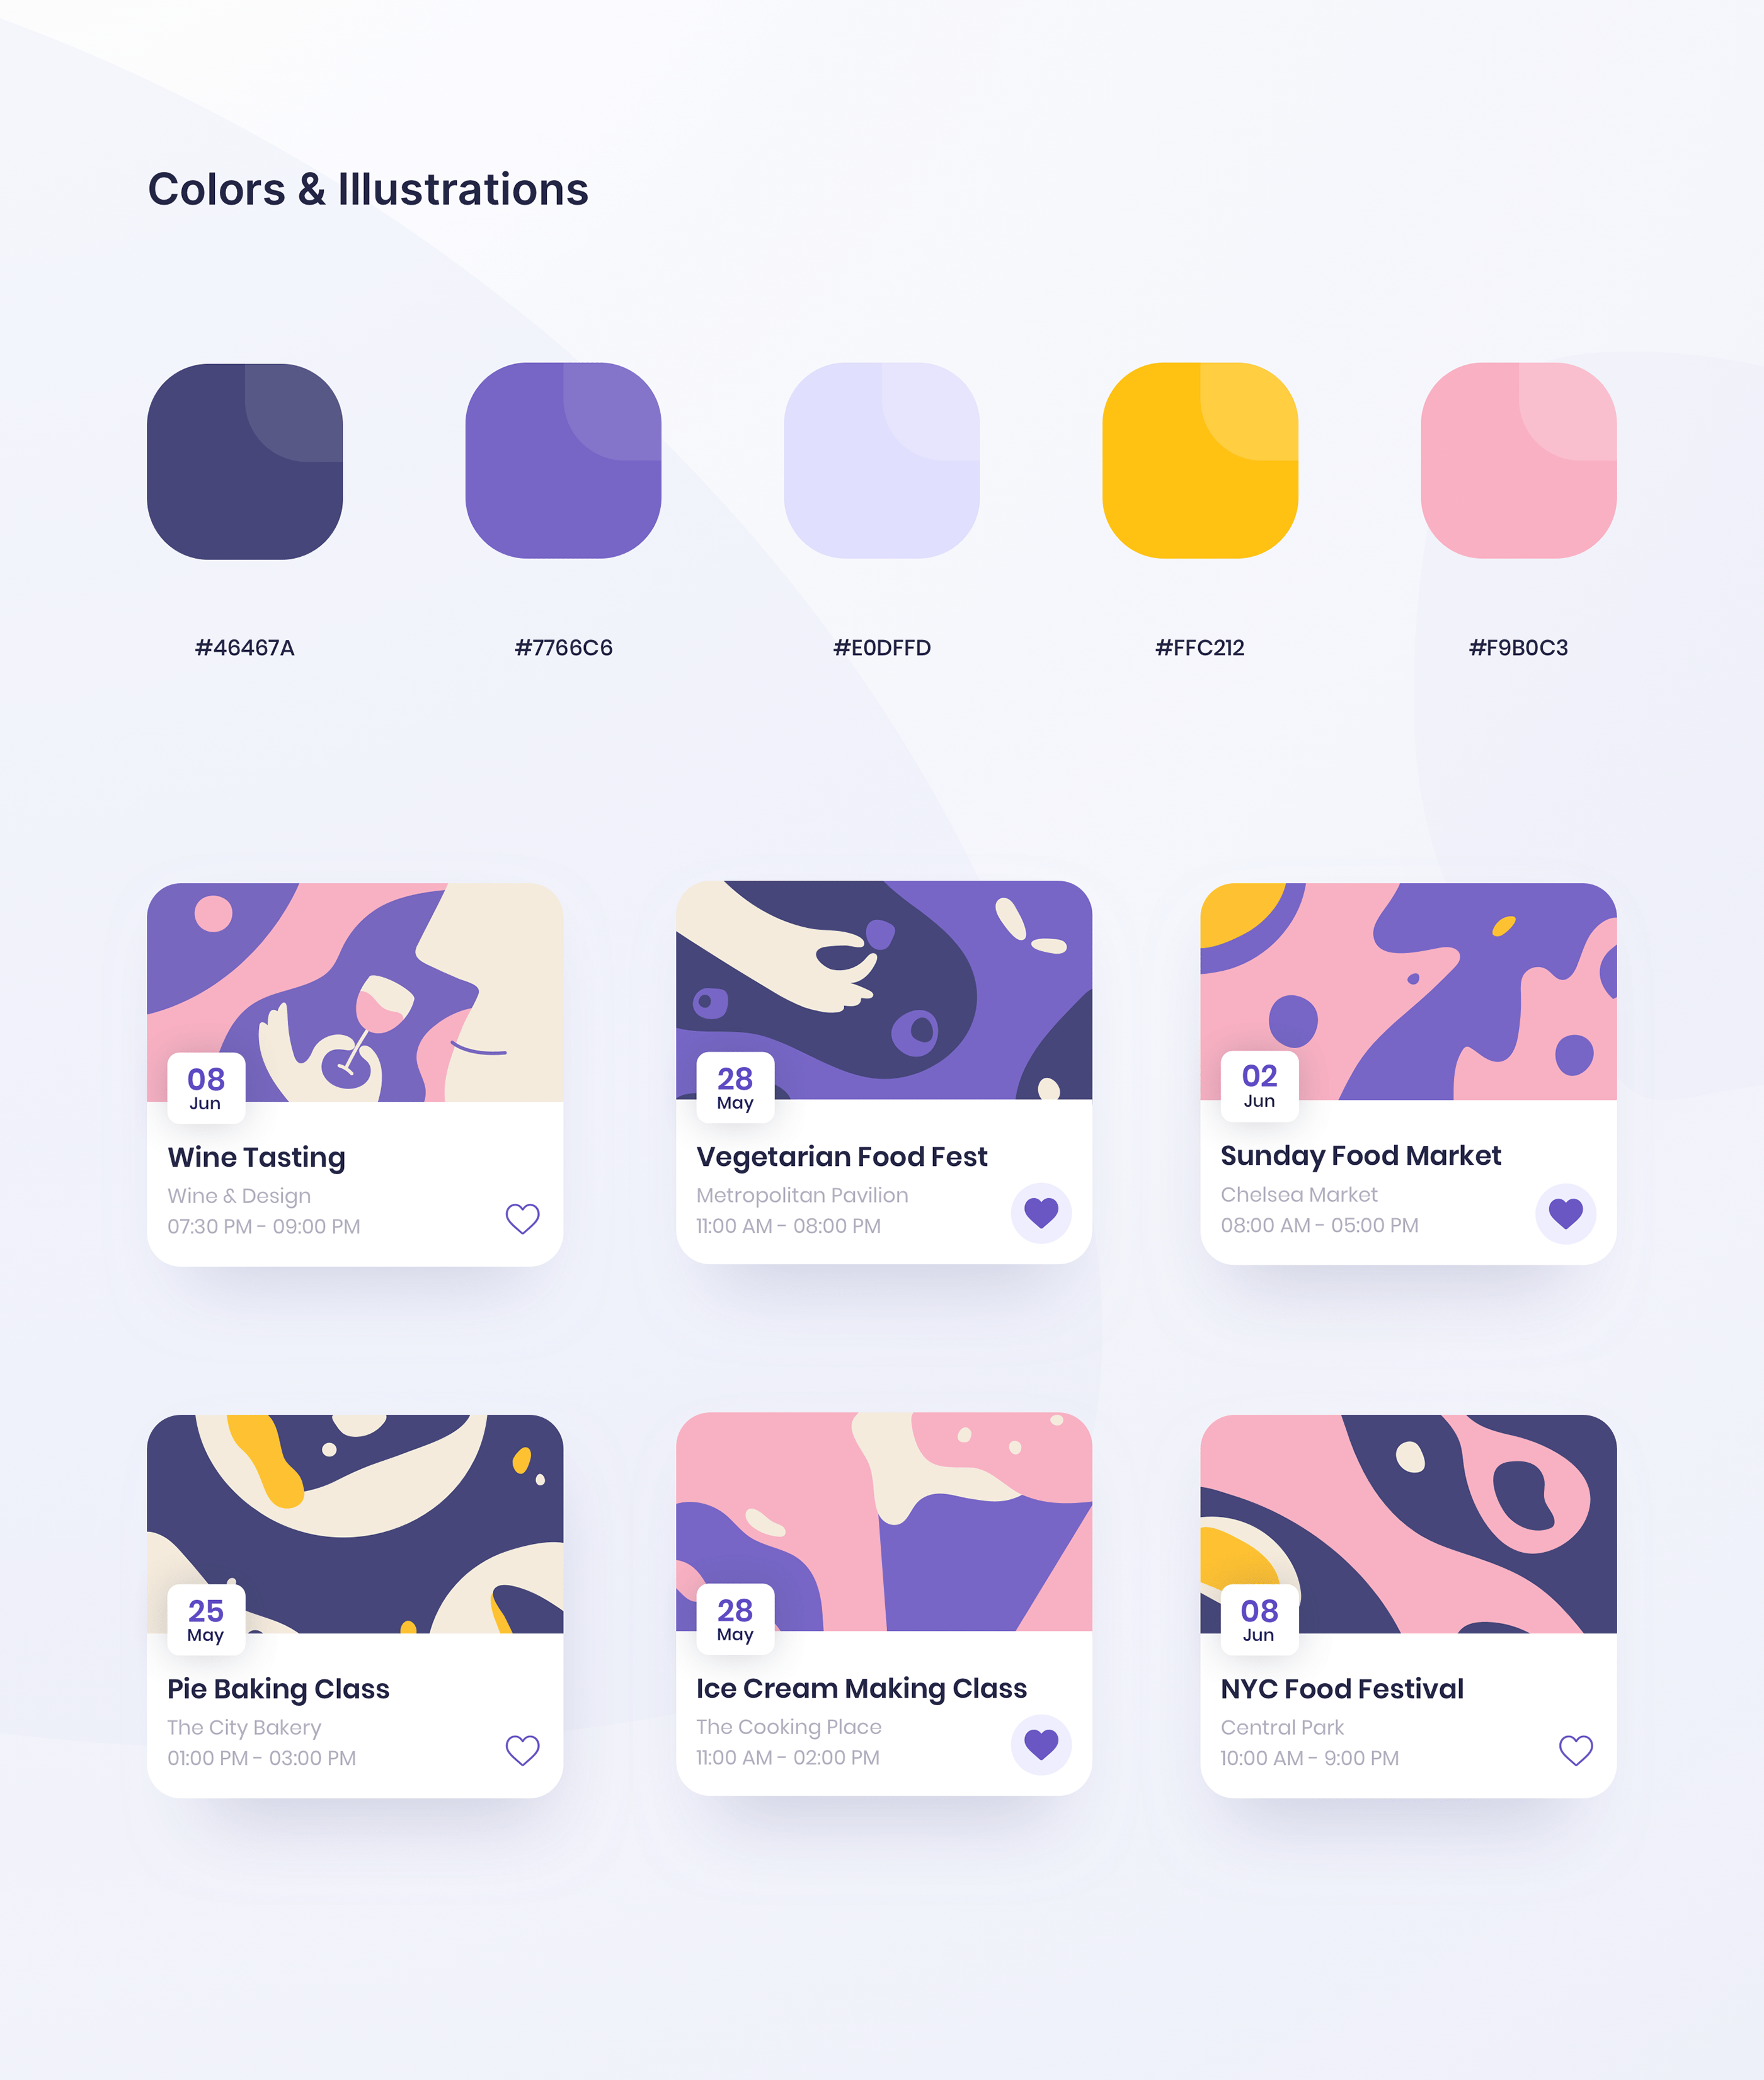 Colors & Illustrations
#46467A
#7766C6
#E0DFFD
#FFC212
#F9B0C3
08
Jun
Wine Tasting
Wine & Design
07:30 PM - 09:00 PM
28
May
Vegetarian Food Fest
Metropolitan Pavilion
11:00 AM - 08:00 PM
02
Jun
Sunday Food Market
Chelsea Market
08:00 AM - 05:00 PM
25
May
Pie Baking Class
The City Bakery
01:00 PM - 03:00 PM
28
May
Ice Cream Making Class
The Cooking Place
11:00 AM - 02:00 PM
08
Jun
NYC Food Festival
Central Park
10:00 AM - 9:00 PM